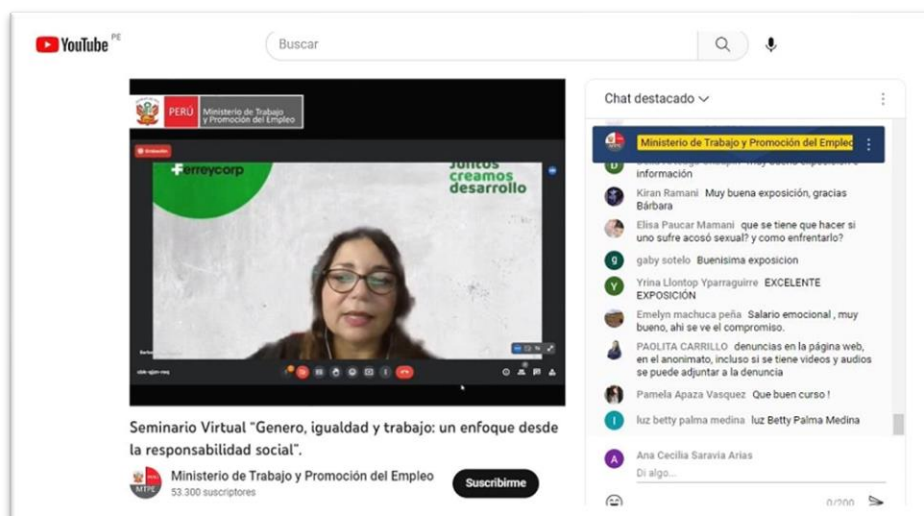 YouTube PE
Buscar
PERÚ
Ministerio de Trabajo
y Promoción del Empleo
ferreycorp
Juntos
creamos
desarrollo
Seminario Virtual "Genero, igualdad y trabajo: un enfoque desde
la responsabilidad social".
MTPE
Ministerio de Trabajo y Promoción del Empleo
53.300 suscriptores
Suscribirme
Chat destacado
Ministerio de Trabajo y Promoción del Empleo
información
Kiran Ramani Muy buena exposición, gracias
Bárbara
Elisa Paucar Mamani que se tiene que hacer si
uno sufre acosó sexual? y como enfrentarlo?
g gaby sotelo Buenisima exposicion
Y Yrina Llontop Yparraguirre EXCELENTE
EXPOSICIÓN
Emelyn machuca peña Salario emocional , muy
bueno, ahi se ve el compromiso.
PAOLITA CARRILLO denuncias en la página web,
en el anonimato, incluso si se tiene videos y audios
se puede adjuntar a la denuncia
Pamela Apaza Vasquez Que buen curso !
l luz betty palma medina luz Betty Palma Medina
A Ana Cecilia Saravia Arias
Di algo...
0/200